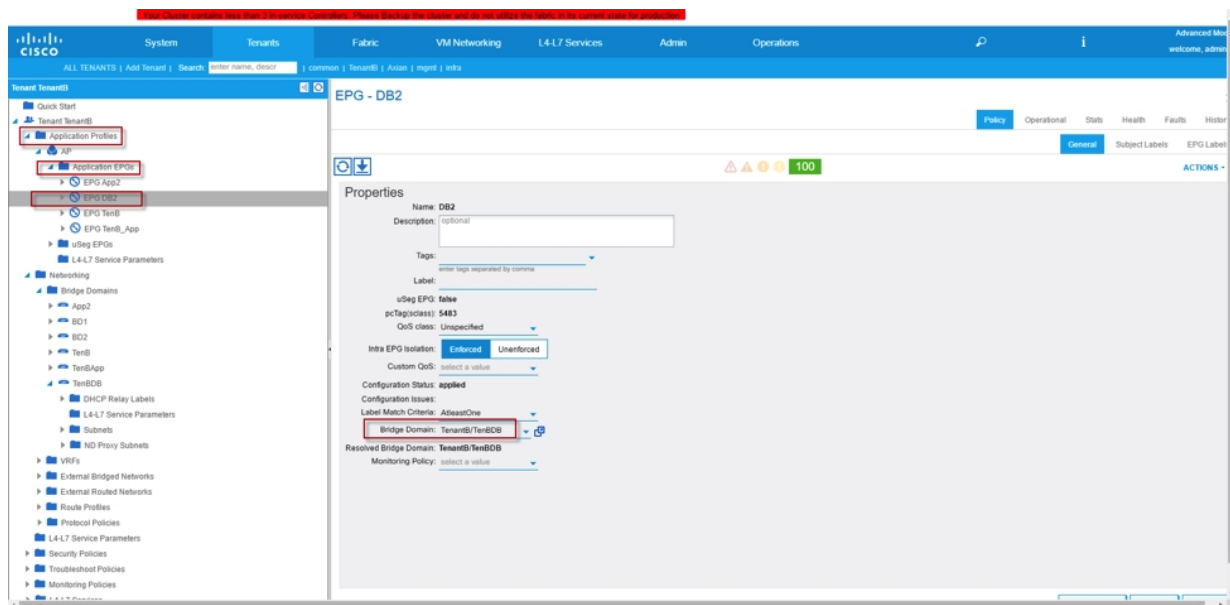 Your Cluster contains less than 3 in-service Controllers. Please Backup the cluster and do not utilize the fabric in its current state for production
CISCO
System
Tenants
Fabric
VM Networking
L4-L7 Services
Admin
Operations
i
Advanced Mod
welcome, admin
ALL TENANTS | Add Tenant | Search: enter name, descr | common | TenantB | Axian | mgmt | infra
Tenant TenantB
Quick Start
Tenant TenantB
Application Profiles
AP
Application EPGs
EPG App2
EPG DB2
EPG TenB
EPG TenB_App
uSeg EPGs
L4-L7 Service Parameters
Networking
Bridge Domains
App2
BD1
BD2
TenB
TenBApp
TenBDB
DHCP Relay Labels
L4-L7 Service Parameters
Subnets
ND Proxy Subnets
VRFs
External Bridged Networks
External Routed Networks
Route Profiles
Protocol Policies
L4-L7 Service Parameters
Security Policies
Troubleshoot Policies
Monitoring Policies
EPG - DB2
Policy
Operational
Stats
Health
Faults
Histor
General
Subject Labels
EPG Label
100
ACTIONS
Properties
Name: DB2
Description: optional
Tags:
enter tags separated by comma
Label:
uSeg EPG: false
pcTag(sclass): 5483
QoS class: Unspecified
Intra EPG Isolation: Enforced Unenforced
Custom QoS: select a value
Configuration Status: applied
Configuration Issues:
Label Match Criteria: AtleastOne
Bridge Domain: TenantB/TenBDB
Resolved Bridge Domain: TenantB/TenBDB
Monitoring Policy: select a value